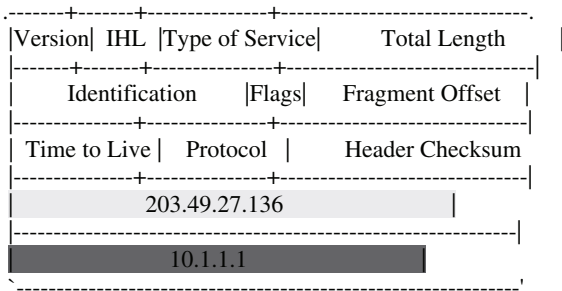 .-------+-------+---------------+-------------------------------.
|Version| IHL |Type of Service| Total Length |
|-------+-------+---------------+-------------------------------|
| Identification |Flags| Fragment Offset |
|---------------+---------------+-------------------------------|
| Time to Live | Protocol | Header Checksum
|---------------+---------------+-------------------------------|
| 203.49.27.136 |
|---------------------------------------------------------------|
| 10.1.1.1 |
`---------------------------------------------------------------'